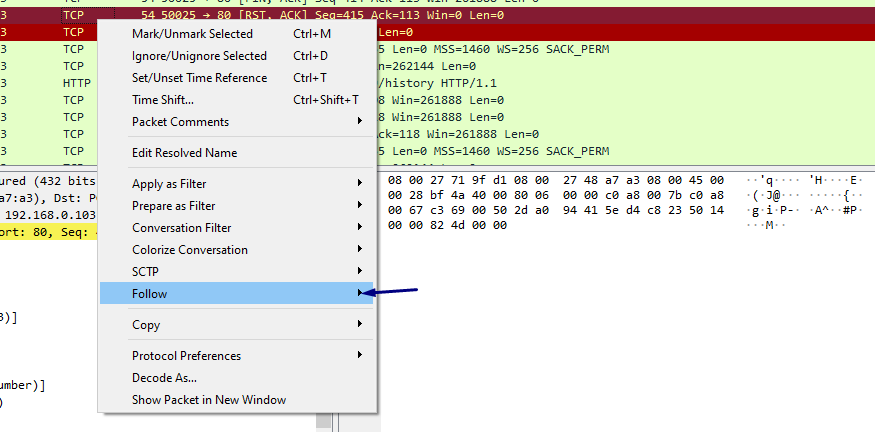 54 50025 → 80 [RST, ACK] Seq=415 Ack=113 Win=0 Len=0
3 TCP
3 TCP Len=0
3 TCP 5 Len=0 MSS=1460 WS=256 SACK_PERM
3 TCP n=262144 Len=0
3 HTTP /history HTTP/1.1
3 TCP 08 Win=261888 Len=0
3 TCP 08 Win=261888 Len=0
3 TCP ck=118 Win=261888 Len=0
3 TCP Len=0 MSS=1460 WS=256 SACK_PERM
Mark/Unmark Selected Ctrl+M
Ignore/Unignore Selected Ctrl+D
Set/Unset Time Reference Ctrl+T
Time Shift... Ctrl+Shift+T
Packet Comments
Edit Resolved Name
Apply as Filter
Prepare as Filter
Conversation Filter
Colorize Conversation
SCTP
Follow
Copy
Protocol Preferences
Decode As...
Show Packet in New Window
ured (432 bits
a7:a3), Dst: P
192.168.0.103
ort: 80, Seq: 4
3)]
umber)]
)
08 00 27 71 9f d1 08 00 27 48 a7 a3 08 00 45 00 ··'q···· 'H····E·
00 28 bf 4a 40 00 80 06 00 00 c0 a8 00 7b c0 a8 ·(·J@··· ·····{··
00 67 c3 69 00 50 2d a0 94 41 5e d4 c8 23 50 14 ·g·i·P-· ·A^··#P·
00 00 82 4d 00 00 ···M··